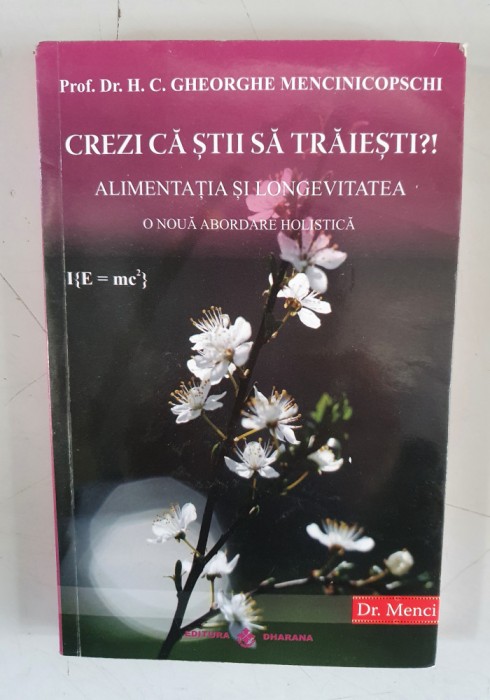 Prof. Dr. H. C. GHEORGHE MENCINICOPSCHI
CREZI CĂ ȘTII SĂ TRĂIEȘTI?!
ALIMENTAȚIA ȘI LONGEVITATEA
O NOUĂ ABORDARE HOLISTICĂ
I{E = mc²}
Dr. Menci
EDITURA DHARANA